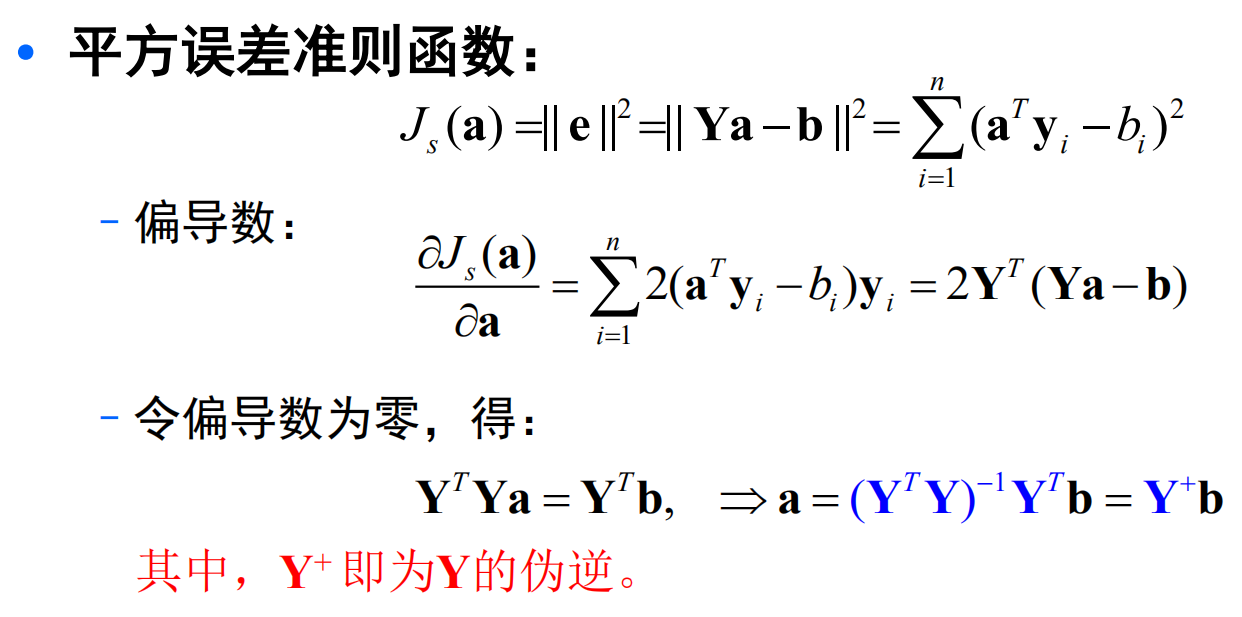 • 平方误差准则函数：
J_s(𝐚) =‖ 𝐞 ‖²=‖ 𝐘𝐚 − 𝐛 ‖²= ∑_{i=1}^{n} (𝐚^T 𝐲_i − b_i)²
− 偏导数：
∂J_s(𝐚)/∂𝐚 = ∑_{i=1}^{n} 2(𝐚^T 𝐲_i − b_i)𝐲_i = 2𝐘^T (𝐘𝐚 − 𝐛)
− 令偏导数为零，得：
𝐘^T 𝐘𝐚 = 𝐘^T 𝐛, ⇒ 𝐚 = (𝐘^T 𝐘)^{−1} 𝐘^T 𝐛 = 𝐘^+ 𝐛
其中，𝐘^+ 即为𝐘的伪逆。